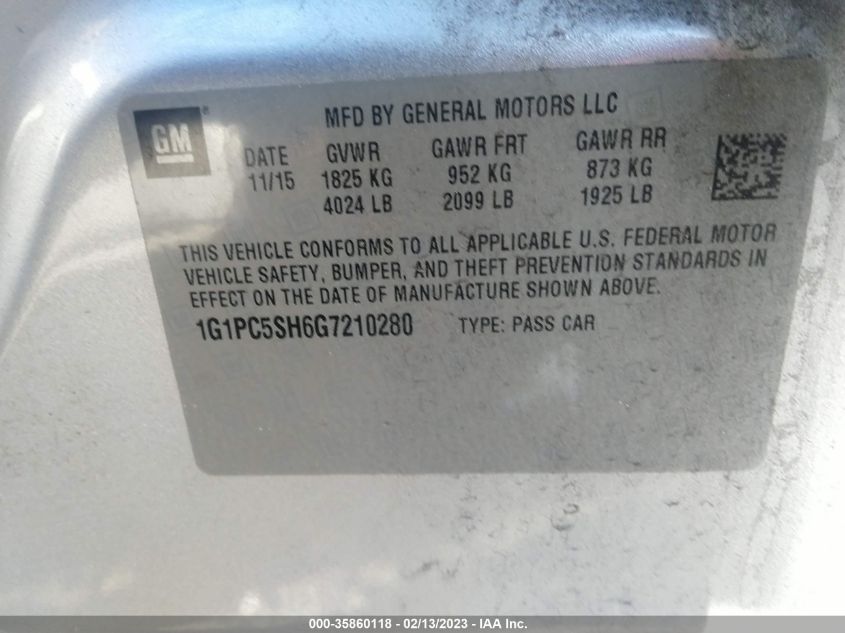 GM ®
MFD BY GENERAL MOTORS LLC
DATE GVWR GAWR FRT GAWR RR
11/15 1825 KG 952 KG 873 KG
4024 LB 2099 LB 1925 LB
THIS VEHICLE CONFORMS TO ALL APPLICABLE U.S. FEDERAL MOTOR
VEHICLE SAFETY, BUMPER, AND THEFT PREVENTION STANDARDS IN
EFFECT ON THE DATE OF MANUFACTURE SHOWN ABOVE.
1G1PC5SH6G7210280 TYPE: PASS CAR
000-35860118 - 02/13/2023 - IAA Inc.